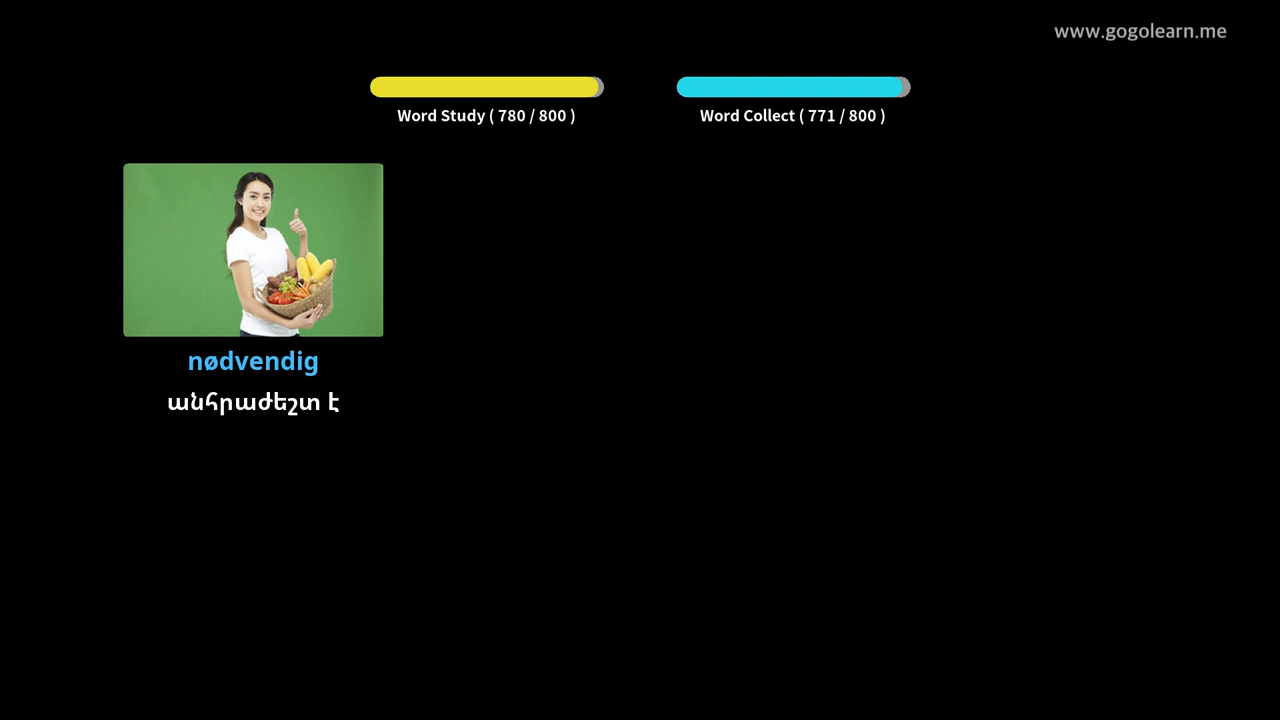 www.gogolearn.me
Word Study ( 780 / 800 )
Word Collect ( 771 / 800 )
nødvendig
անհրաժեշտ է